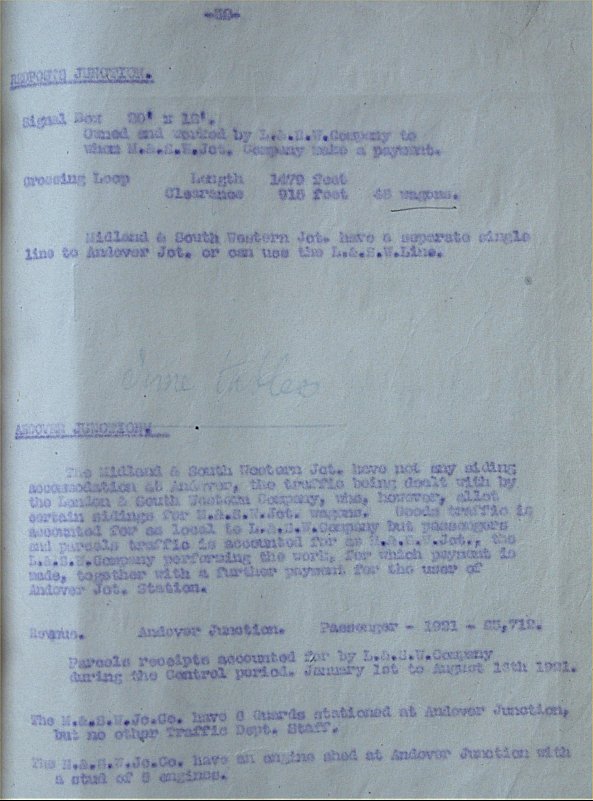 REDPOSTS JUNCTION.
Signal Box 20' x 12'.
Owned and worked by L.& S.W.Company to
whom M.& S.W.Jct. Company make a payment.
Crossing Loop Length 1479 feet
Clearance 915 feet 45 wagons.
Midland & South Western Jct. have a separate single
line to Andover Jct. or can use the L.& S.W.Line.
Time tables
ANDOVER JUNCTION.
The Midland & South Western Jct. have not any siding
accommodation at Andover, the traffic being dealt with by
the London & South Western Company, who, however, allot
certain sidings for M.& S.W.Jct. wagons. Goods traffic is
accounted for as local to L.& S.W.Company but passengers
and parcels traffic is accounted for as M.& S.W.Jct., the
L.& S.W.Company performing the work, for which payment is
made, together with a further payment for the user of
Andover Jct. Station.
Andover Junction. Passenger - 1921 - £5,712.
Parcels receipts accounted for by L.& S.W.Company
during the Control period. January 1st to August 15th 1921.
The M.& S.W.Jc.Co. have 6 Guards stationed at Andover Junction,
but no other Traffic Dept. Staff.
The M.& S.W.Jc.Co. have an engine shed at Andover Junction with
a stud of 5 engines.